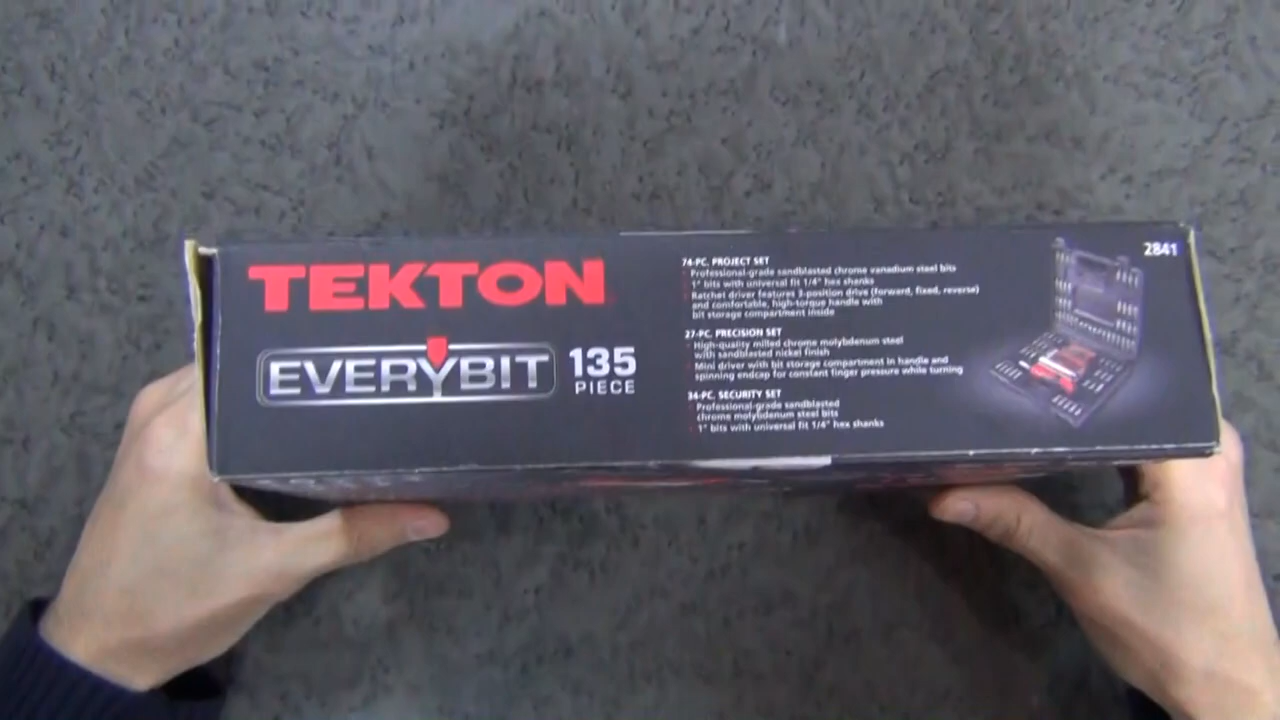 TEKTON
EVERYBIT
135
PIECE
74-PC. PROJECT SET
Professional-grade sandblasted chrome vanadium steel bits
1" bits with universal fit 1/4" hex shanks
Ratchet driver features 3-position drive (forward, fixed, reverse)
and comfortable, high-torque handle with
bit storage compartment inside
27-PC. PRECISION SET
High-quality milled chrome molybdenum steel
with sandblasted nickel finish
Mini driver with bit storage compartment in handle and
spinning endcap for constant finger pressure while turning
34-PC. SECURITY SET
Professional-grade sandblasted
chrome molybdenum steel bits
1" bits with universal fit 1/4" hex shanks
2841